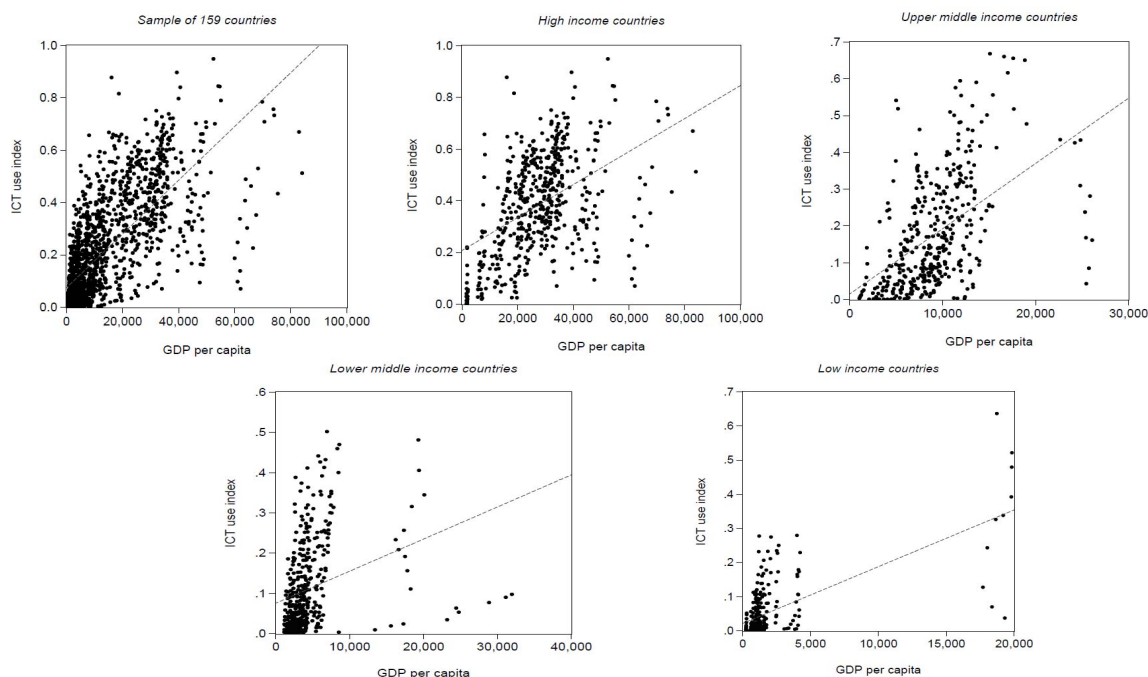 Sample of 159 countries
1.0
0.8
0.6
0.4
0.2
0.0
ICT use index
0 20,000 40,000 60,000 80,000 100,000
GDP per capita
High income countries
1.0
0.8
0.6
0.4
0.2
0.0
ICT use index
0 20,000 40,000 60,000 80,000 100,000
GDP per capita
Upper middle income countries
.7
.6
.5
.4
.3
.2
.1
.0
ICT use index
0 10,000 20,000 30,000
GDP per capita
Lower middle income countries
.6
.5
.4
.3
.2
.1
.0
ICT use index
0 10,000 20,000 30,000 40,000
GDP per capita
Low income countries
.7
.6
.5
.4
.3
.2
.1
.0
ICT use index
0 5,000 10,000 15,000 20,000
GDP per capita